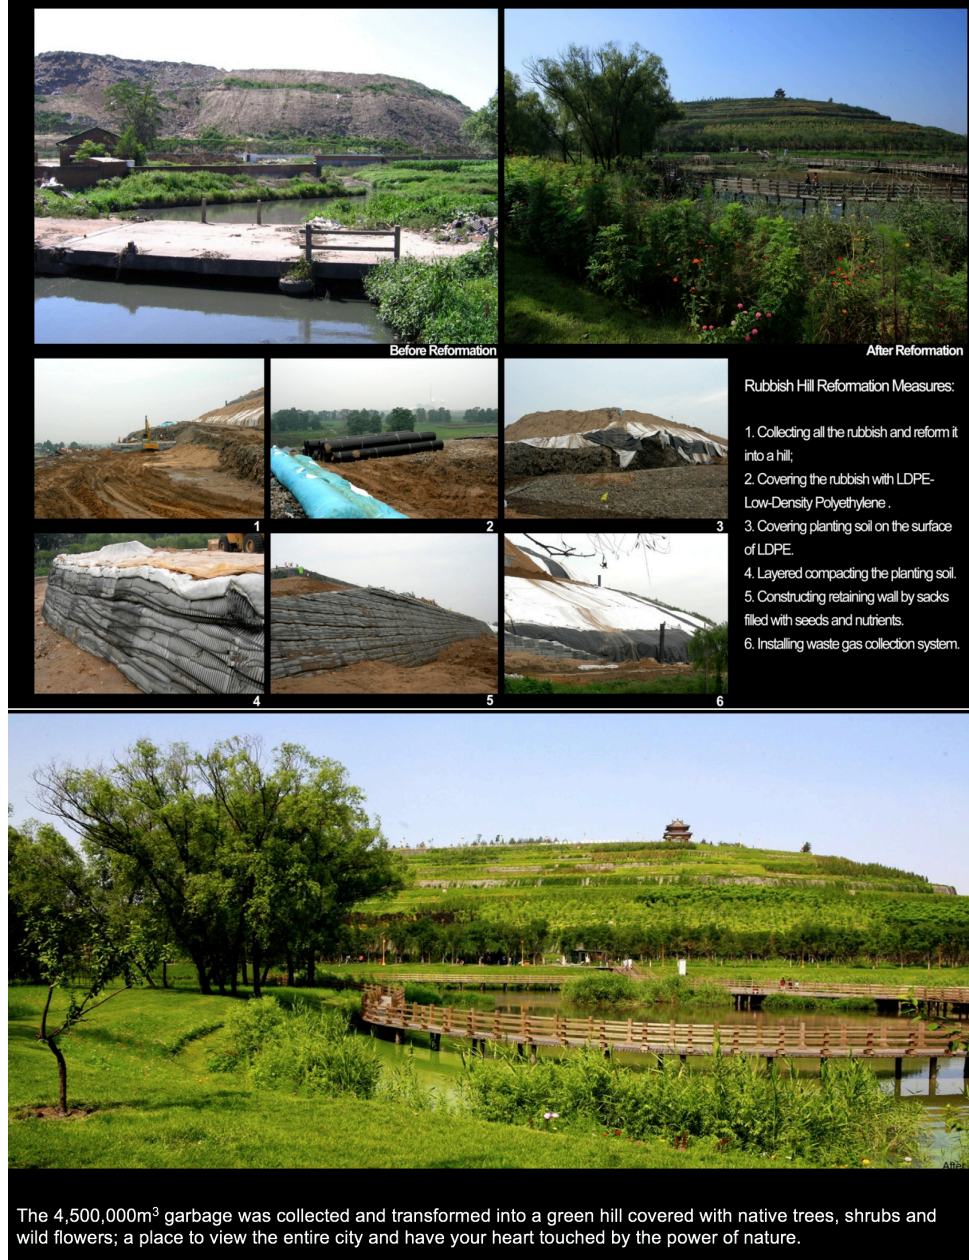 Before Reformation
After Reformation
1
2
3
4
5
6
Rubbish Hill Reformation Measures:
1. Collecting all the rubbish and reform it
into a hill;
2. Covering the rubbish with LDPE-
Low-Density Polyethylene .
3. Covering planting soil on the surface
of LDPE.
4. Layered compacting the planting soil.
5. Constructing retaining wall by sacks
filled with seeds and nutrients.
6. Installing waste gas collection system.
After
The 4,500,000m³ garbage was collected and transformed into a green hill covered with native trees, shrubs and
wild flowers; a place to view the entire city and have your heart touched by the power of nature.